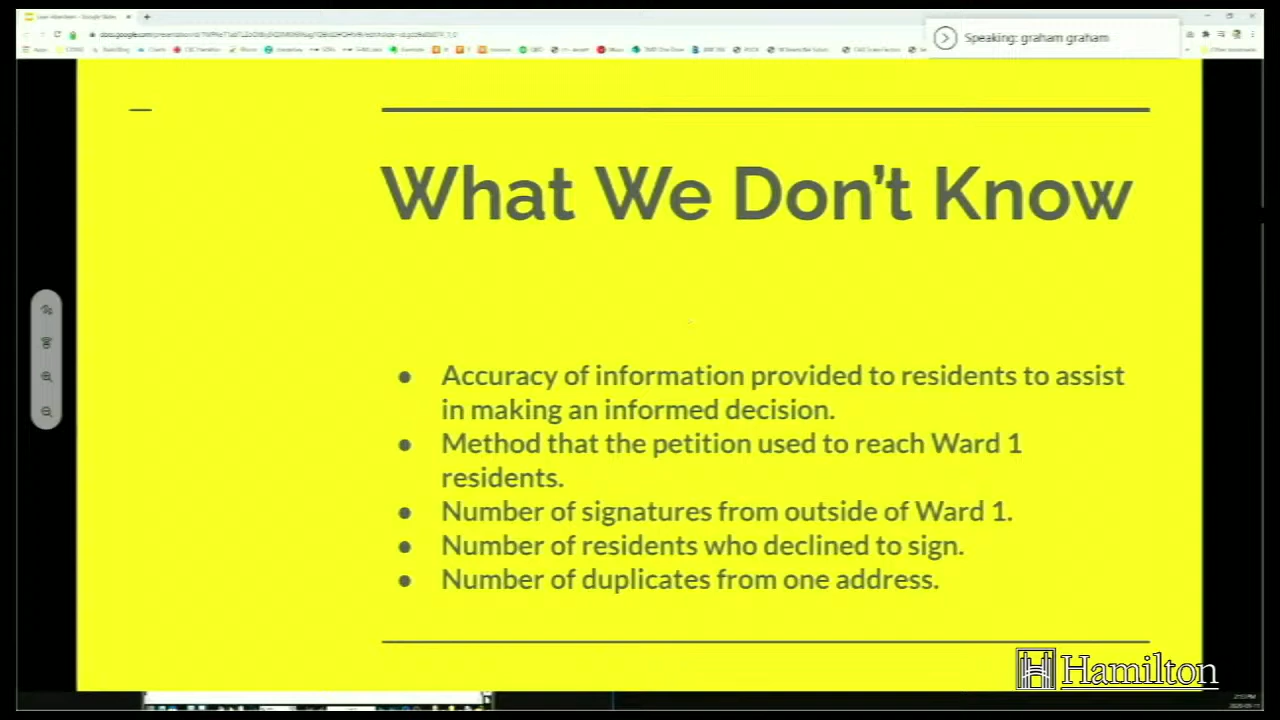 Speaking: graham graham
What We Don't Know
● Accuracy of information provided to residents to assist
in making an informed decision.
● Method that the petition used to reach Ward 1
residents.
● Number of signatures from outside of Ward 1.
● Number of residents who declined to sign.
● Number of duplicates from one address.
Hamilton